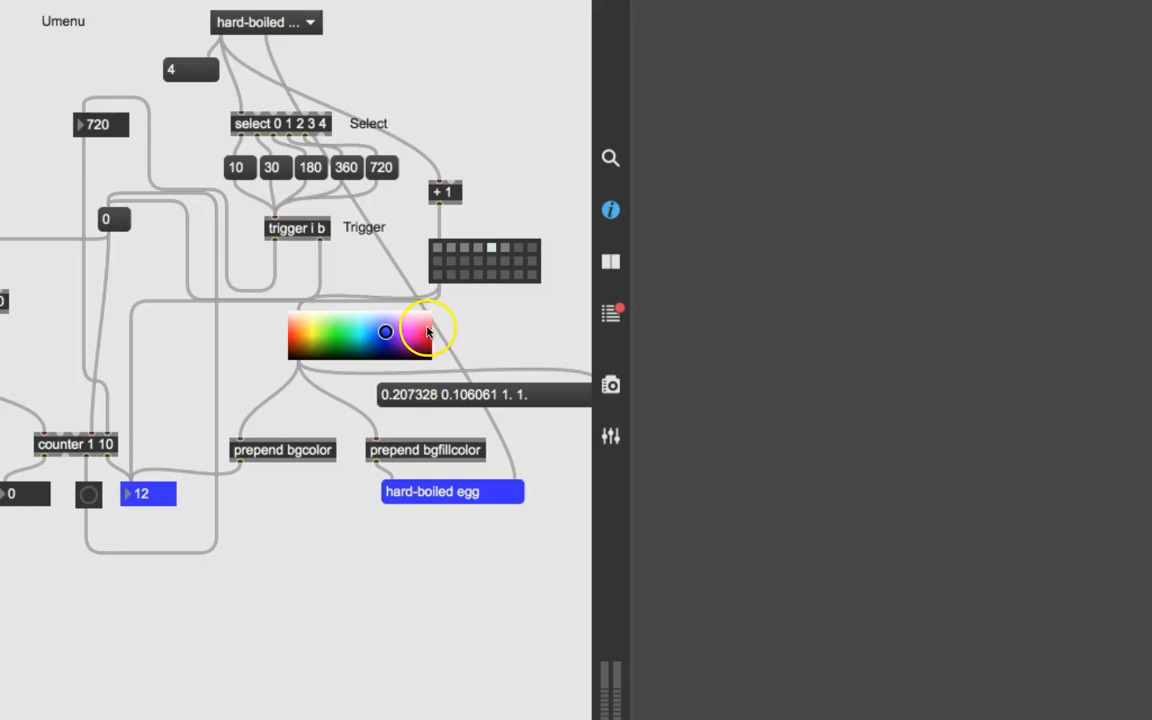 Umenu
hard-boiled ...
4
720
select 0 1 2 3 4
Select
10
30
180
360
720
+ 1
0
trigger i b
Trigger
0
0.207328 0.106061 1. 1.
counter 1 10
prepend bgcolor
prepend bgfillcolor
0
12
hard-boiled egg